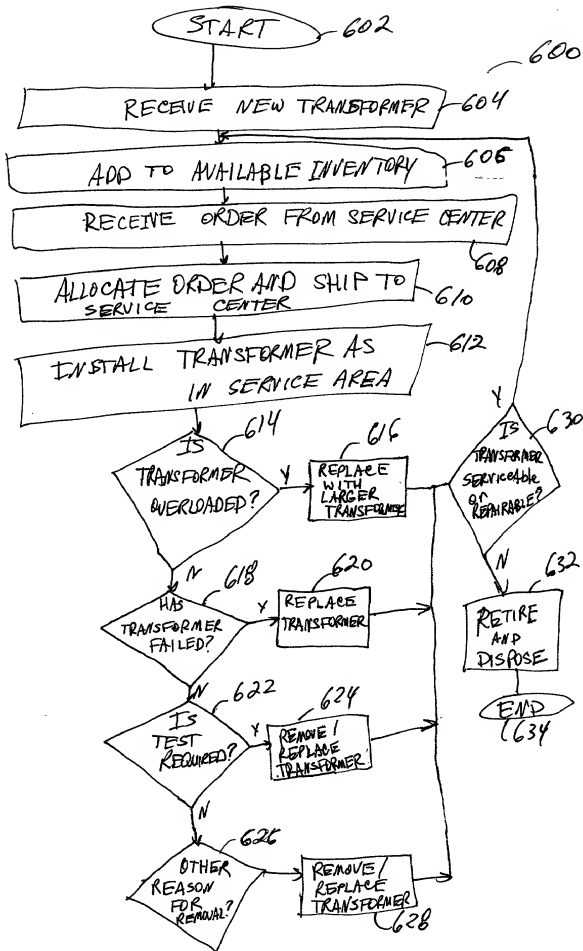 START
602
600
RECEIVE NEW TRANSFORMER
604
ADD TO AVAILABLE INVENTORY
606
RECEIVE ORDER FROM SERVICE CENTER
608
ALLOCATE ORDER AND SHIP TO
SERVICE CENTER
610
INSTALL TRANSFORMER AS
IN SERVICE AREA
612
614
IS
TRANSFORMER
OVERLOADED?
Y
N
616
REPLACE
WITH
LARGER
TRANSFORMER
618
HAS
TRANSFORMER
FAILED?
Y
N
620
REPLACE
TRANSFORMER
622
IS
TEST
REQUIRED?
Y
N
624
REMOVE/
REPLACE
TRANSFORMER
626
OTHER
REASON
FOR
REMOVAL?
REMOVE/
REPLACE
TRANSFORMER
628
Y
630
IS
TRANSFORMER
SERVICEABLE
OR
REPAIRABLE?
N
632
RETIRE
AND
DISPOSE
END
634